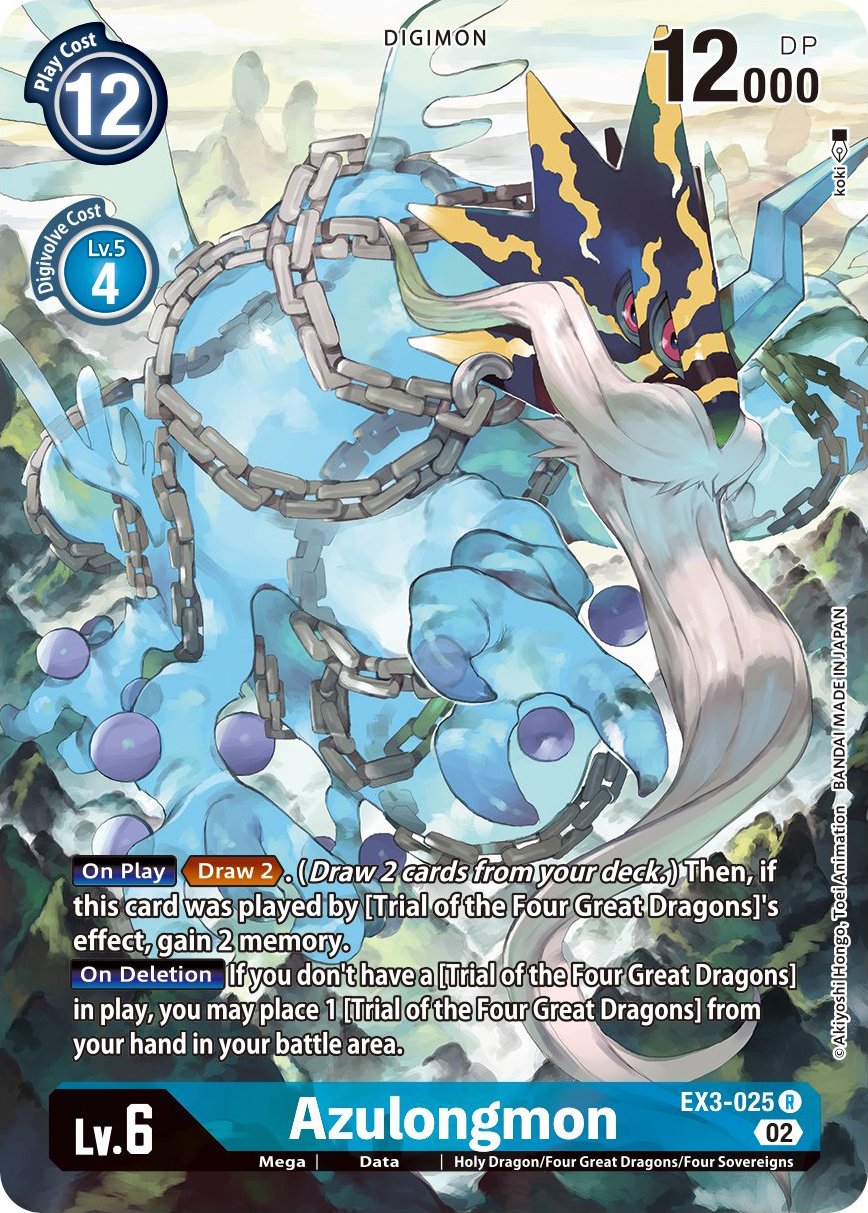 DIGIMON
Play Cost
12
12000
DP
Digivolve Cost
Lv.5
4
koki
BANDAI MADE IN JAPAN
©Akiyoshi Hongo, Toei Animation
On Play Draw 2. (Draw 2 cards from your deck.) Then, if
this card was played by [Trial of the Four Great Dragons]'s
effect, gain 2 memory.
On Deletion If you don't have a [Trial of the Four Great Dragons]
in play, you may place 1 [Trial of the Four Great Dragons] from
your hand in your battle area.
Lv.6
Azulongmon
EX3-025 R
02
Mega | Data | Holy Dragon/Four Great Dragons/Four Sovereigns